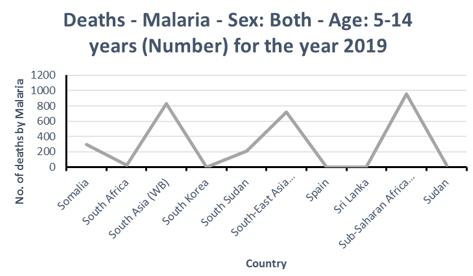 Deaths - Malaria - Sex: Both - Age: 5-14
years (Number) for the year 2019
No. of deaths by Malaria
1200
1000
800
600
400
200
0
Somalia
South Africa
South Asia (WB)
South Korea
South Sudan
South-East Asia...
Spain
Sri Lanka
Sub-Saharan Africa...
Sudan
Country